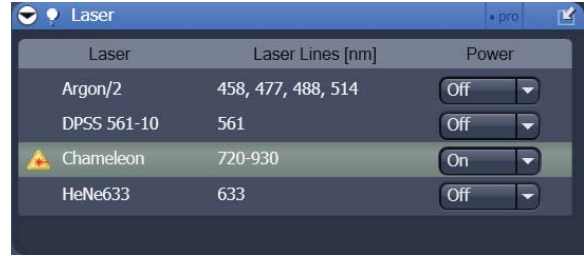 Laser • pro
Laser Laser Lines [nm] Power
Argon/2 458, 477, 488, 514 Off
DPSS 561-10 561 Off
Chameleon 720-930 On
HeNe633 633 Off